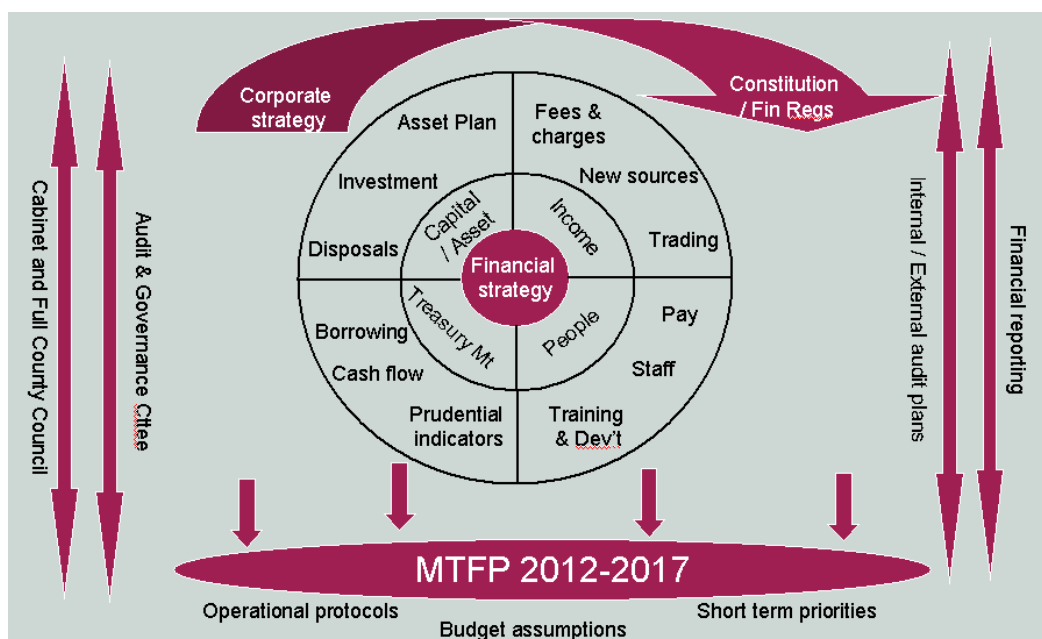 Corporate
strategy
Constitution
/ Fin Regs
Asset Plan
Investment
Disposals
Capital
/ Asset
Fees &
charges
New sources
Trading
Income
Financial
strategy
Treasury Mt
Borrowing
Cash flow
Prudential
indicators
People
Pay
Staff
Training
& Dev't
Cabinet and Full County Council
Audit & Governance Cttee
Internal / External audit plans
Financial reporting
MTFP 2012-2017
Operational protocols
Budget assumptions
Short term priorities